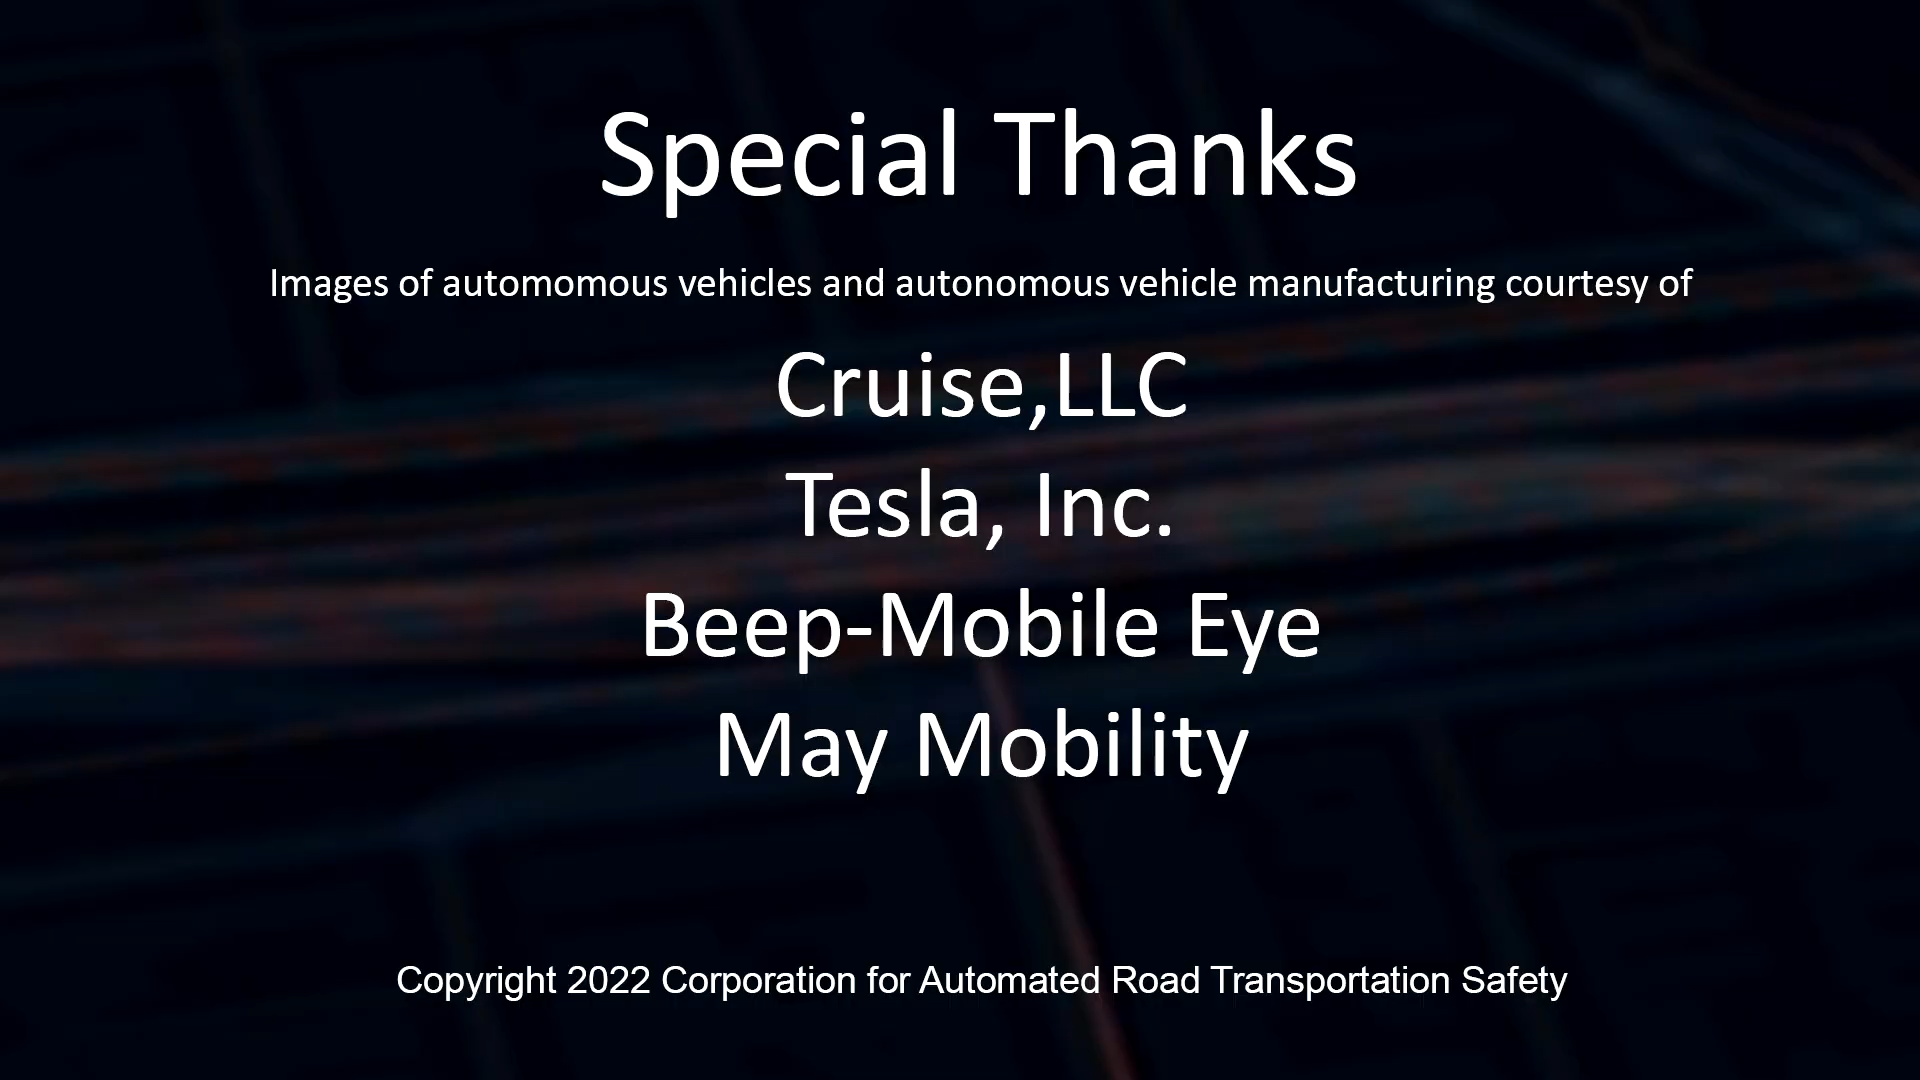 Special Thanks
Images of automomous vehicles and autonomous vehicle manufacturing courtesy of
Cruise,LLC
Tesla, Inc.
Beep-Mobile Eye
May Mobility
Copyright 2022 Corporation for Automated Road Transportation Safety